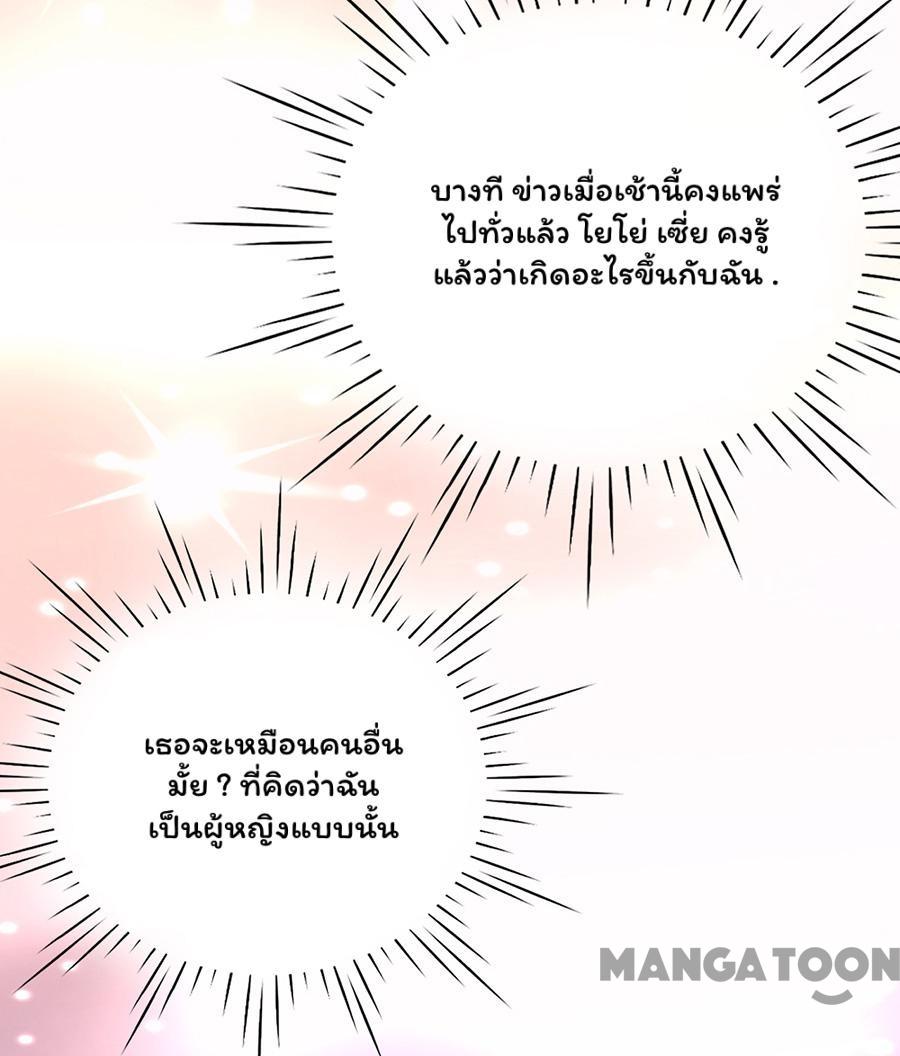 บางที ข่าวเมื่อเช้านี้คงแพร่
ไปทั่วแล้ว โยโย่ เซี่ย คงรู้
แล้วว่าเกิดอะไรขึ้นกับฉัน .
เธอจะเหมือนคนอื่น
มั้ย ? ที่คิดว่าฉัน
เป็นผู้หญิงแบบนั้น
MANGATOON